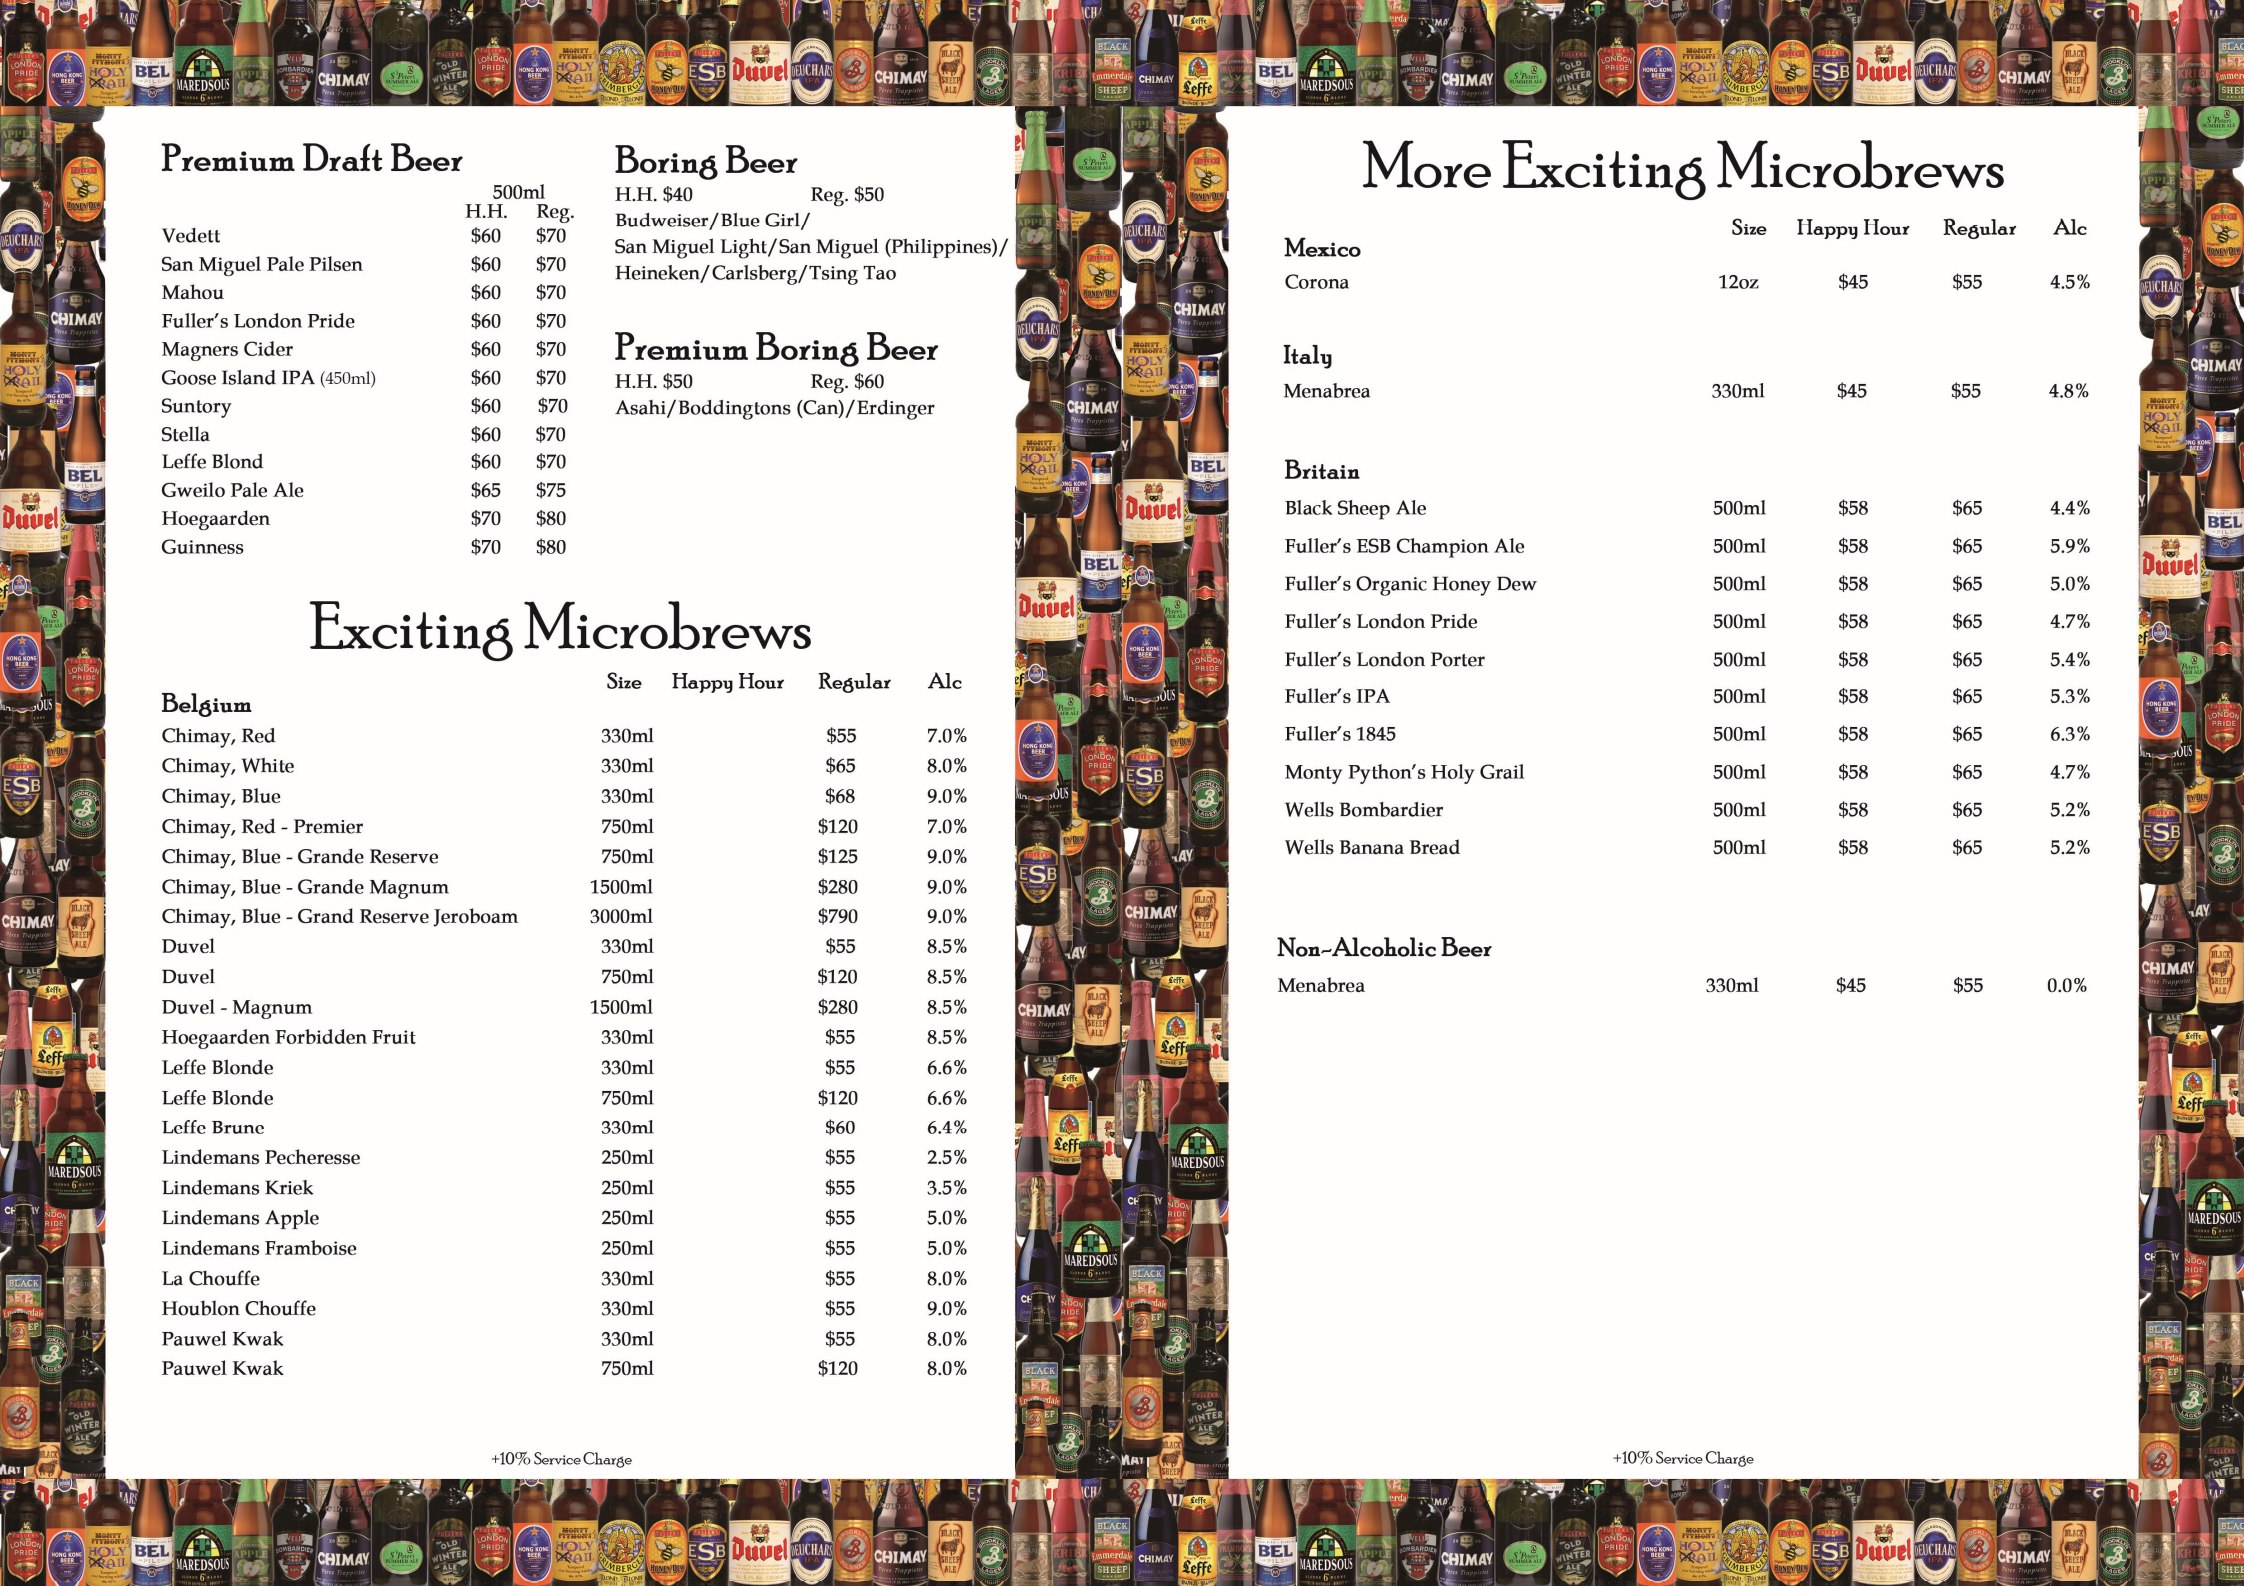 Premium Draft Beer
500ml
H.H. Reg.
Vedett $60 $70
San Miguel Pale Pilsen $60 $70
Mahou $60 $70
Fuller's London Pride $60 $70
Magners Cider $60 $70
Goose Island IPA (450ml) $60 $70
Suntory $60 $70
Stella $60 $70
Leffe Blond $60 $70
Gweilo Pale Ale $65 $75
Hoegaarden $70 $80
Guinness $70 $80
Boring Beer
H.H. $40 Reg. $50
Budweiser/Blue Girl/
San Miguel Light/San Miguel (Philippines)/
Heineken/Carlsberg/Tsing Tao
Premium Boring Beer
H.H. $50 Reg. $60
Asahi/Boddingtons (Can)/Erdinger
Exciting Microbrews
Size Happy Hour Regular Alc
Belgium
Chimay, Red 330ml $55 7.0%
Chimay, White 330ml $65 8.0%
Chimay, Blue 330ml $68 9.0%
Chimay, Red - Premier 750ml $120 7.0%
Chimay, Blue - Grande Reserve 750ml $125 9.0%
Chimay, Blue - Grande Magnum 1500ml $280 9.0%
Chimay, Blue - Grand Reserve Jeroboam 3000ml $790 9.0%
Duvel 330ml $55 8.5%
Duvel 750ml $120 8.5%
Duvel - Magnum 1500ml $280 8.5%
Hoegaarden Forbidden Fruit 330ml $55 8.5%
Leffe Blonde 330ml $55 6.6%
Leffe Blonde 750ml $120 6.6%
Leffe Brune 330ml $60 6.4%
Lindemans Pecheresse 250ml $55 2.5%
Lindemans Kriek 250ml $55 3.5%
Lindemans Apple 250ml $55 5.0%
Lindemans Framboise 250ml $55 5.0%
La Chouffe 330ml $55 8.0%
Houblon Chouffe 330ml $55 9.0%
Pauwel Kwak 330ml $55 8.0%
Pauwel Kwak 750ml $120 8.0%
+10% Service Charge
More Exciting Microbrews
Size Happy Hour Regular Alc
Mexico
Corona 12oz $45 $55 4.5%
Italy
Menabrea 330ml $45 $55 4.8%
Britain
Black Sheep Ale 500ml $58 $65 4.4%
Fuller's ESB Champion Ale 500ml $58 $65 5.9%
Fuller's Organic Honey Dew 500ml $58 $65 5.0%
Fuller's London Pride 500ml $58 $65 4.7%
Fuller's London Porter 500ml $58 $65 5.4%
Fuller's IPA 500ml $58 $65 5.3%
Fuller's 1845 500ml $58 $65 6.3%
Monty Python's Holy Grail 500ml $58 $65 4.7%
Wells Bombardier 500ml $58 $65 5.2%
Wells Banana Bread 500ml $58 $65 5.2%
Non-Alcoholic Beer
Menabrea 330ml $45 $55 0.0%
+10% Service Charge